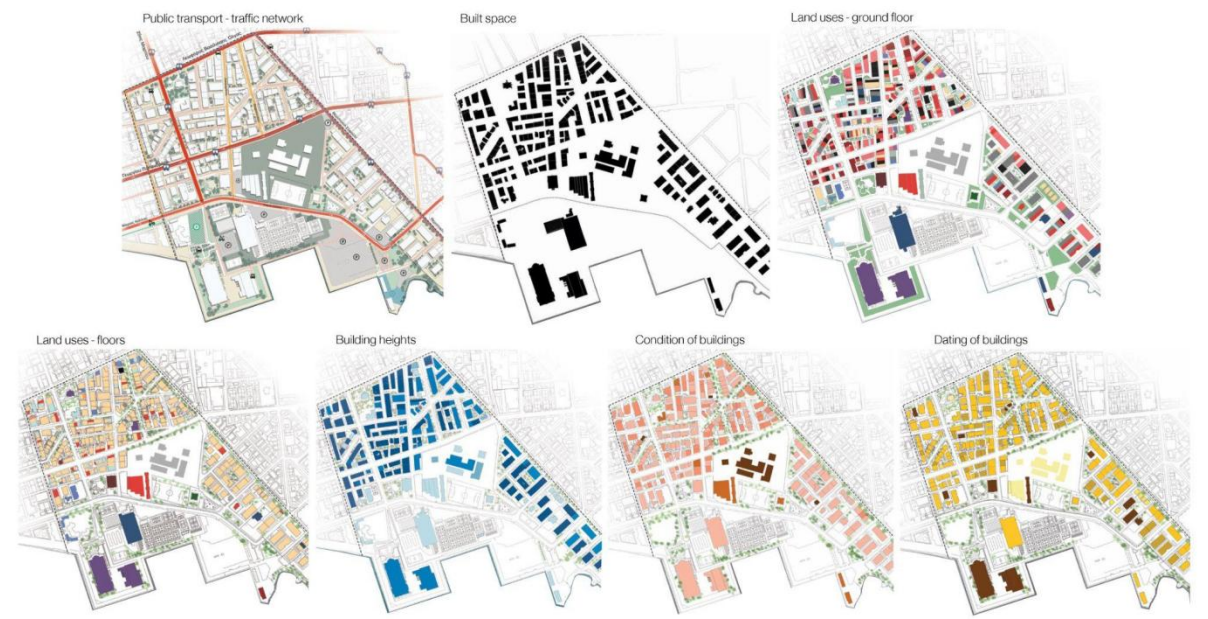 Public transport - traffic network
Built space
Land uses - ground floor
Land uses - floors
Building heights
Condition of buildings
Dating of buildings